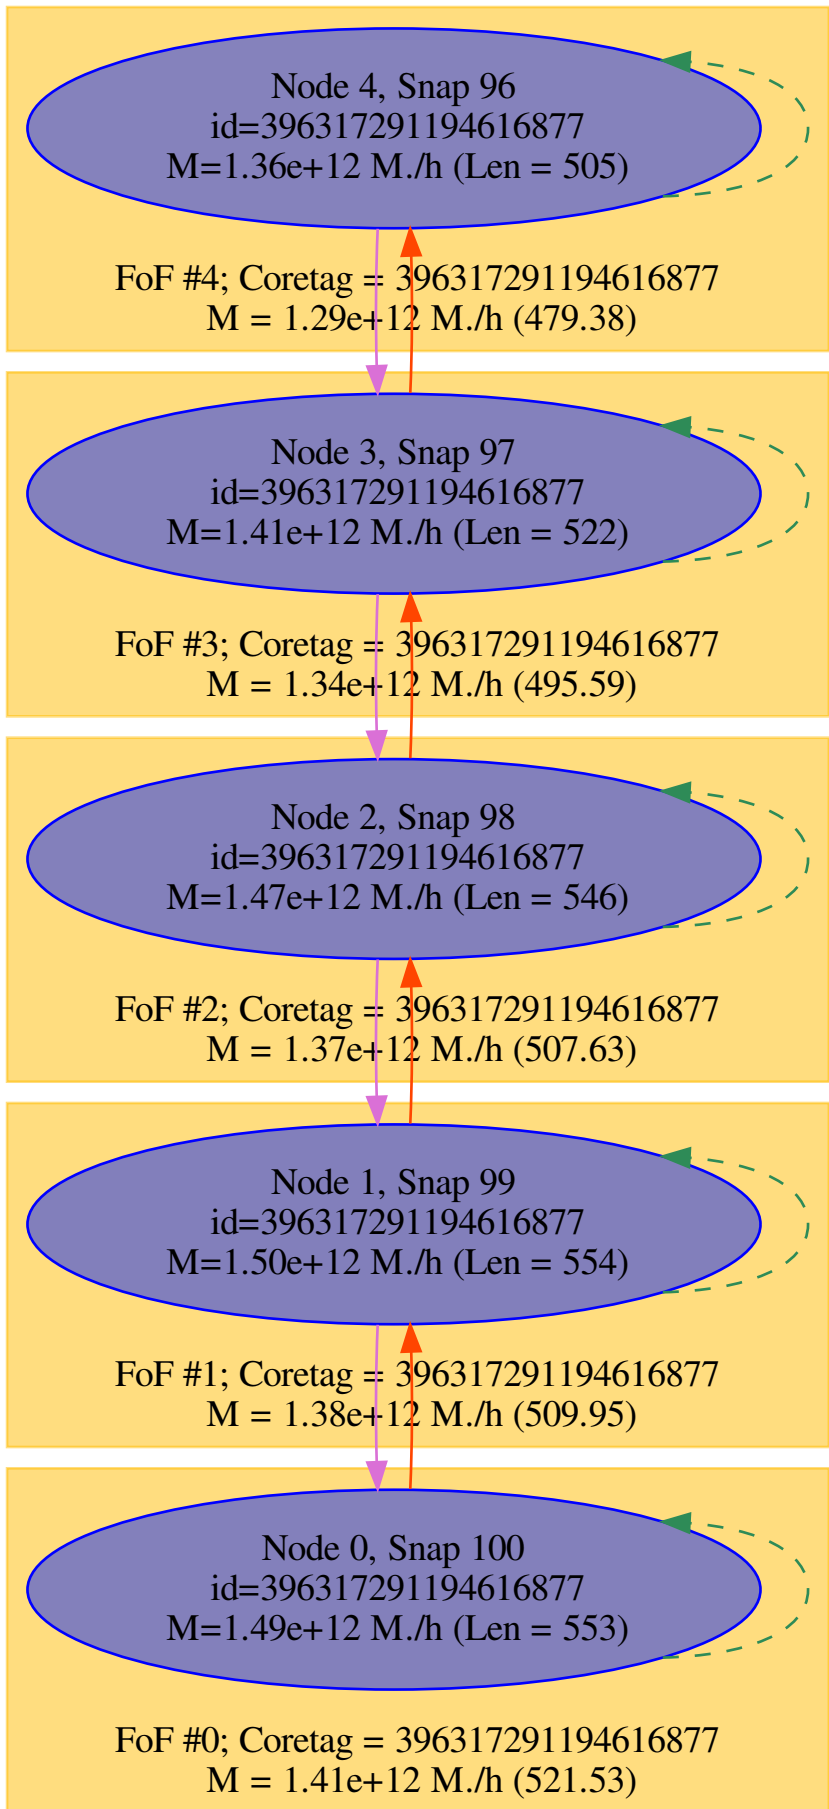 Node 4, Snap 96
id=396317291194616877
M=1.36e+12 M./h (Len = 505)
FoF #4; Coretag = 396317291194616877
M = 1.29e+12 M./h (479.38)
Node 3, Snap 97
id=396317291194616877
M=1.41e+12 M./h (Len = 522)
FoF #3; Coretag = 396317291194616877
M = 1.34e+12 M./h (495.59)
Node 2, Snap 98
id=396317291194616877
M=1.47e+12 M./h (Len = 546)
FoF #2; Coretag = 396317291194616877
M = 1.37e+12 M./h (507.63)
Node 1, Snap 99
id=396317291194616877
M=1.50e+12 M./h (Len = 554)
FoF #1; Coretag = 396317291194616877
M = 1.38e+12 M./h (509.95)
Node 0, Snap 100
id=396317291194616877
M=1.49e+12 M./h (Len = 553)
FoF #0; Coretag = 396317291194616877
M = 1.41e+12 M./h (521.53)